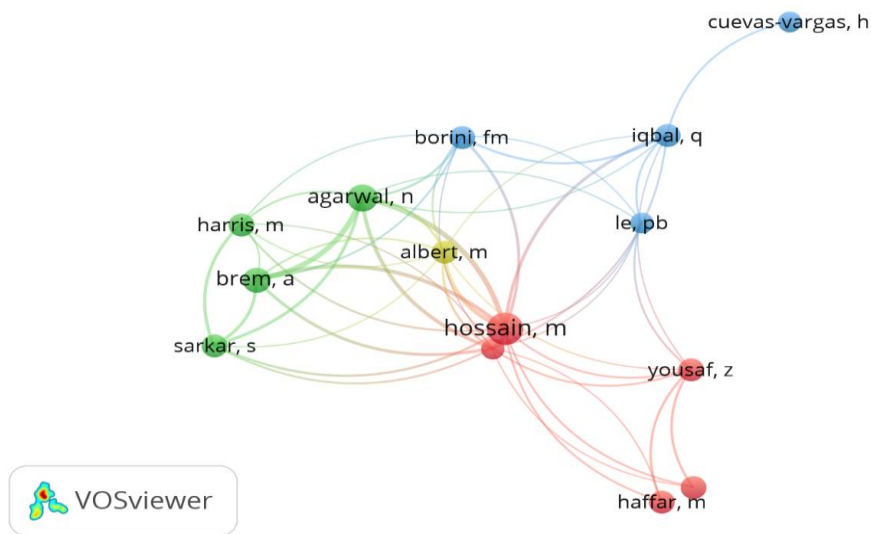 cuevas-vargas, h
borini, fm
iqbal, q
agarwal, n
harris, m
le, pb
albert, m
brem, a
hossain, m
sarkar, s
yousaf, z
haffar, m
VOSviewer